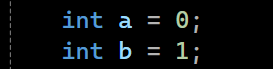 int a = 0;
int b = 1;